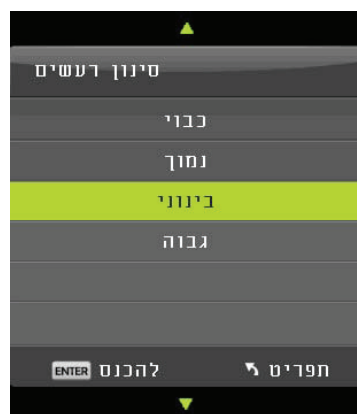 סינון רעשים
כבוי
נמוך
בינוני
גבוה
תפריט להכנס ENTER